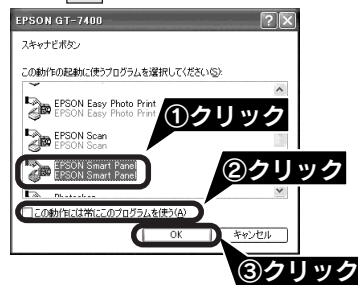 EPSON GT-7400
スキャナビボタン
この動作の起動に使うプログラムを選択してください(S):
EPSON Easy Photo Print
EPSON Easy Photo Print
①クリック
EPSON Scan
EPSON Scan
EPSON Smart Panel
EPSON Smart Panel
②クリック
この動作には常にこのプログラムを使う(A)
OK
キャンセル
③クリック